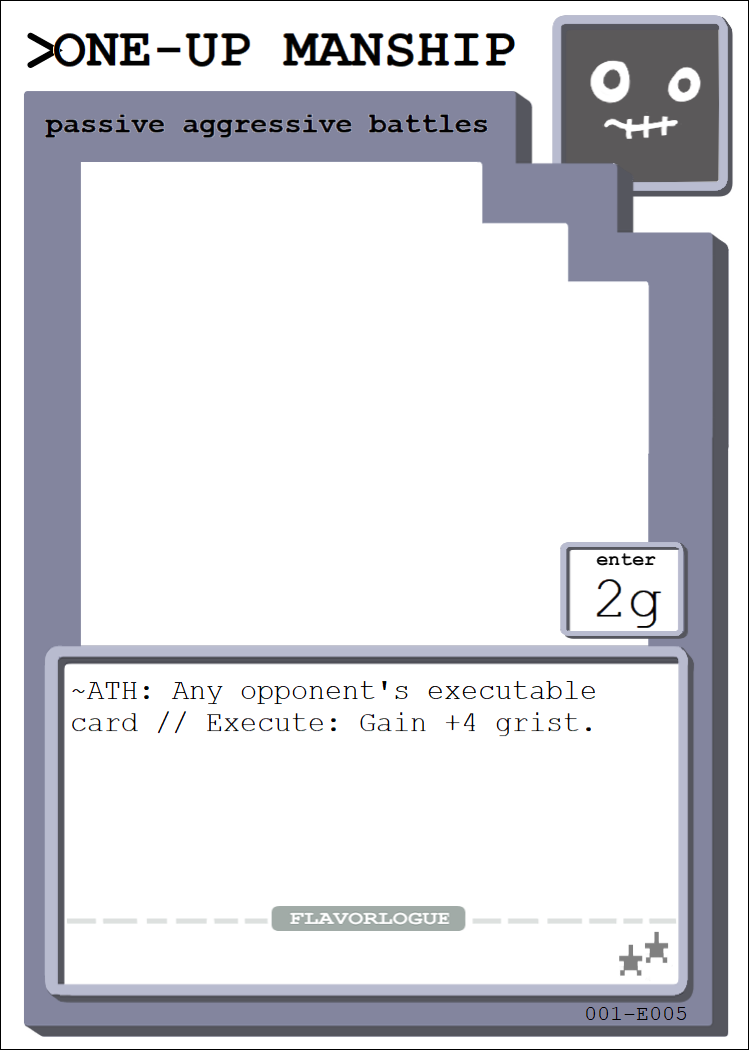 >ONE-UP MANSHIP
passive aggressive battles
enter
2g
~ATH: Any opponent's executable
card // Execute: Gain +4 grist.
FLAVORLOGUE
001-E005